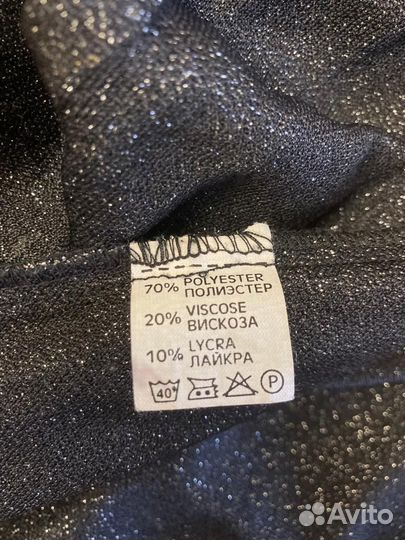 70% POLYESTER
ПОЛИЭСТЕР
20% VISCOSE
ВИСКОЗА
10% LYCRA
ЛАЙКРА
40° P
Avito